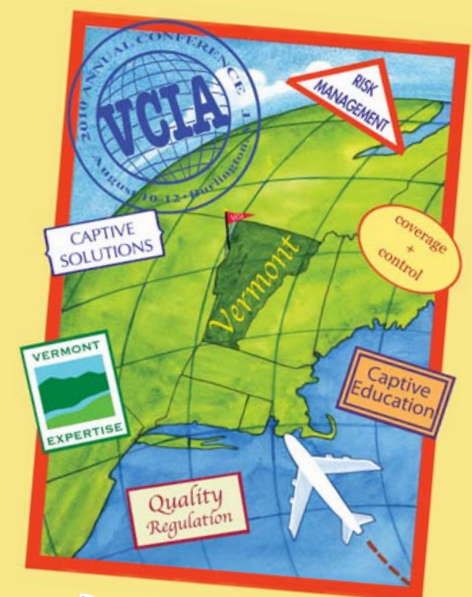 2010 ANNUAL CONFERENCE
VCIA
August 10-12 • Burlington, VT
RISK
MANAGEMENT
CAPTIVE
SOLUTIONS
coverage
+
control
Vermont
VERMONT
EXPERTISE
Captive
Education
Quality
Regulation